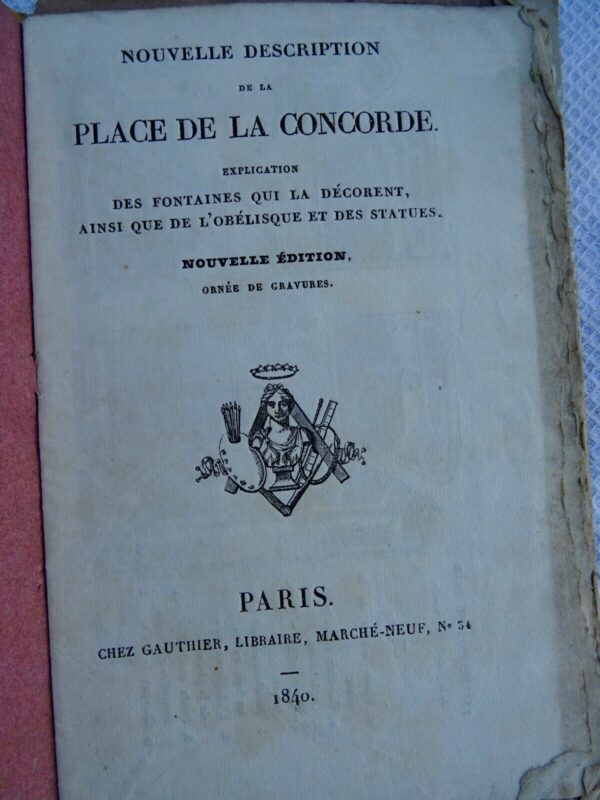 NOUVELLE DESCRIPTION
DE LA
PLACE DE LA CONCORDE.
EXPLICATION
DES FONTAINES QUI LA DÉCORENT,
AINSI QUE DE L'OBÉLISQUE ET DES STATUES.
NOUVELLE ÉDITION,
ORNÉE DE GRAVURES.
PARIS.
CHEZ GAUTHIER, LIBRAIRE, MARCHÉ-NEUF, No 34
1840.